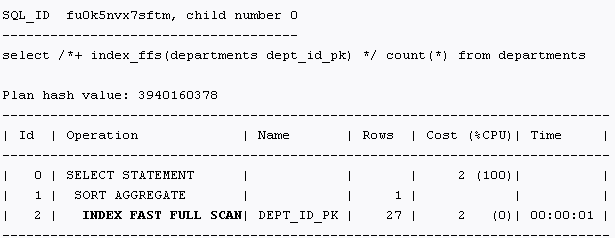 SQL_ID  fu0k5nvx7sftm, child number 0
-------------------------------------
select /*+ index_ffs(departments dept_id_pk) */ count(*) from departments
Plan hash value: 3940160378
--------------------------------------------------------------------------------
| Id  | Operation             | Name       | Rows  | Cost (%CPU)| Time     |
--------------------------------------------------------------------------------
|   0 | SELECT STATEMENT      |            |       |     2 (100)|          |
|   1 |  SORT AGGREGATE       |            |     1 |            |          |
|   2 |   INDEX FAST FULL SCAN| DEPT_ID_PK |    27 |     2   (0)| 00:00:01 |
--------------------------------------------------------------------------------